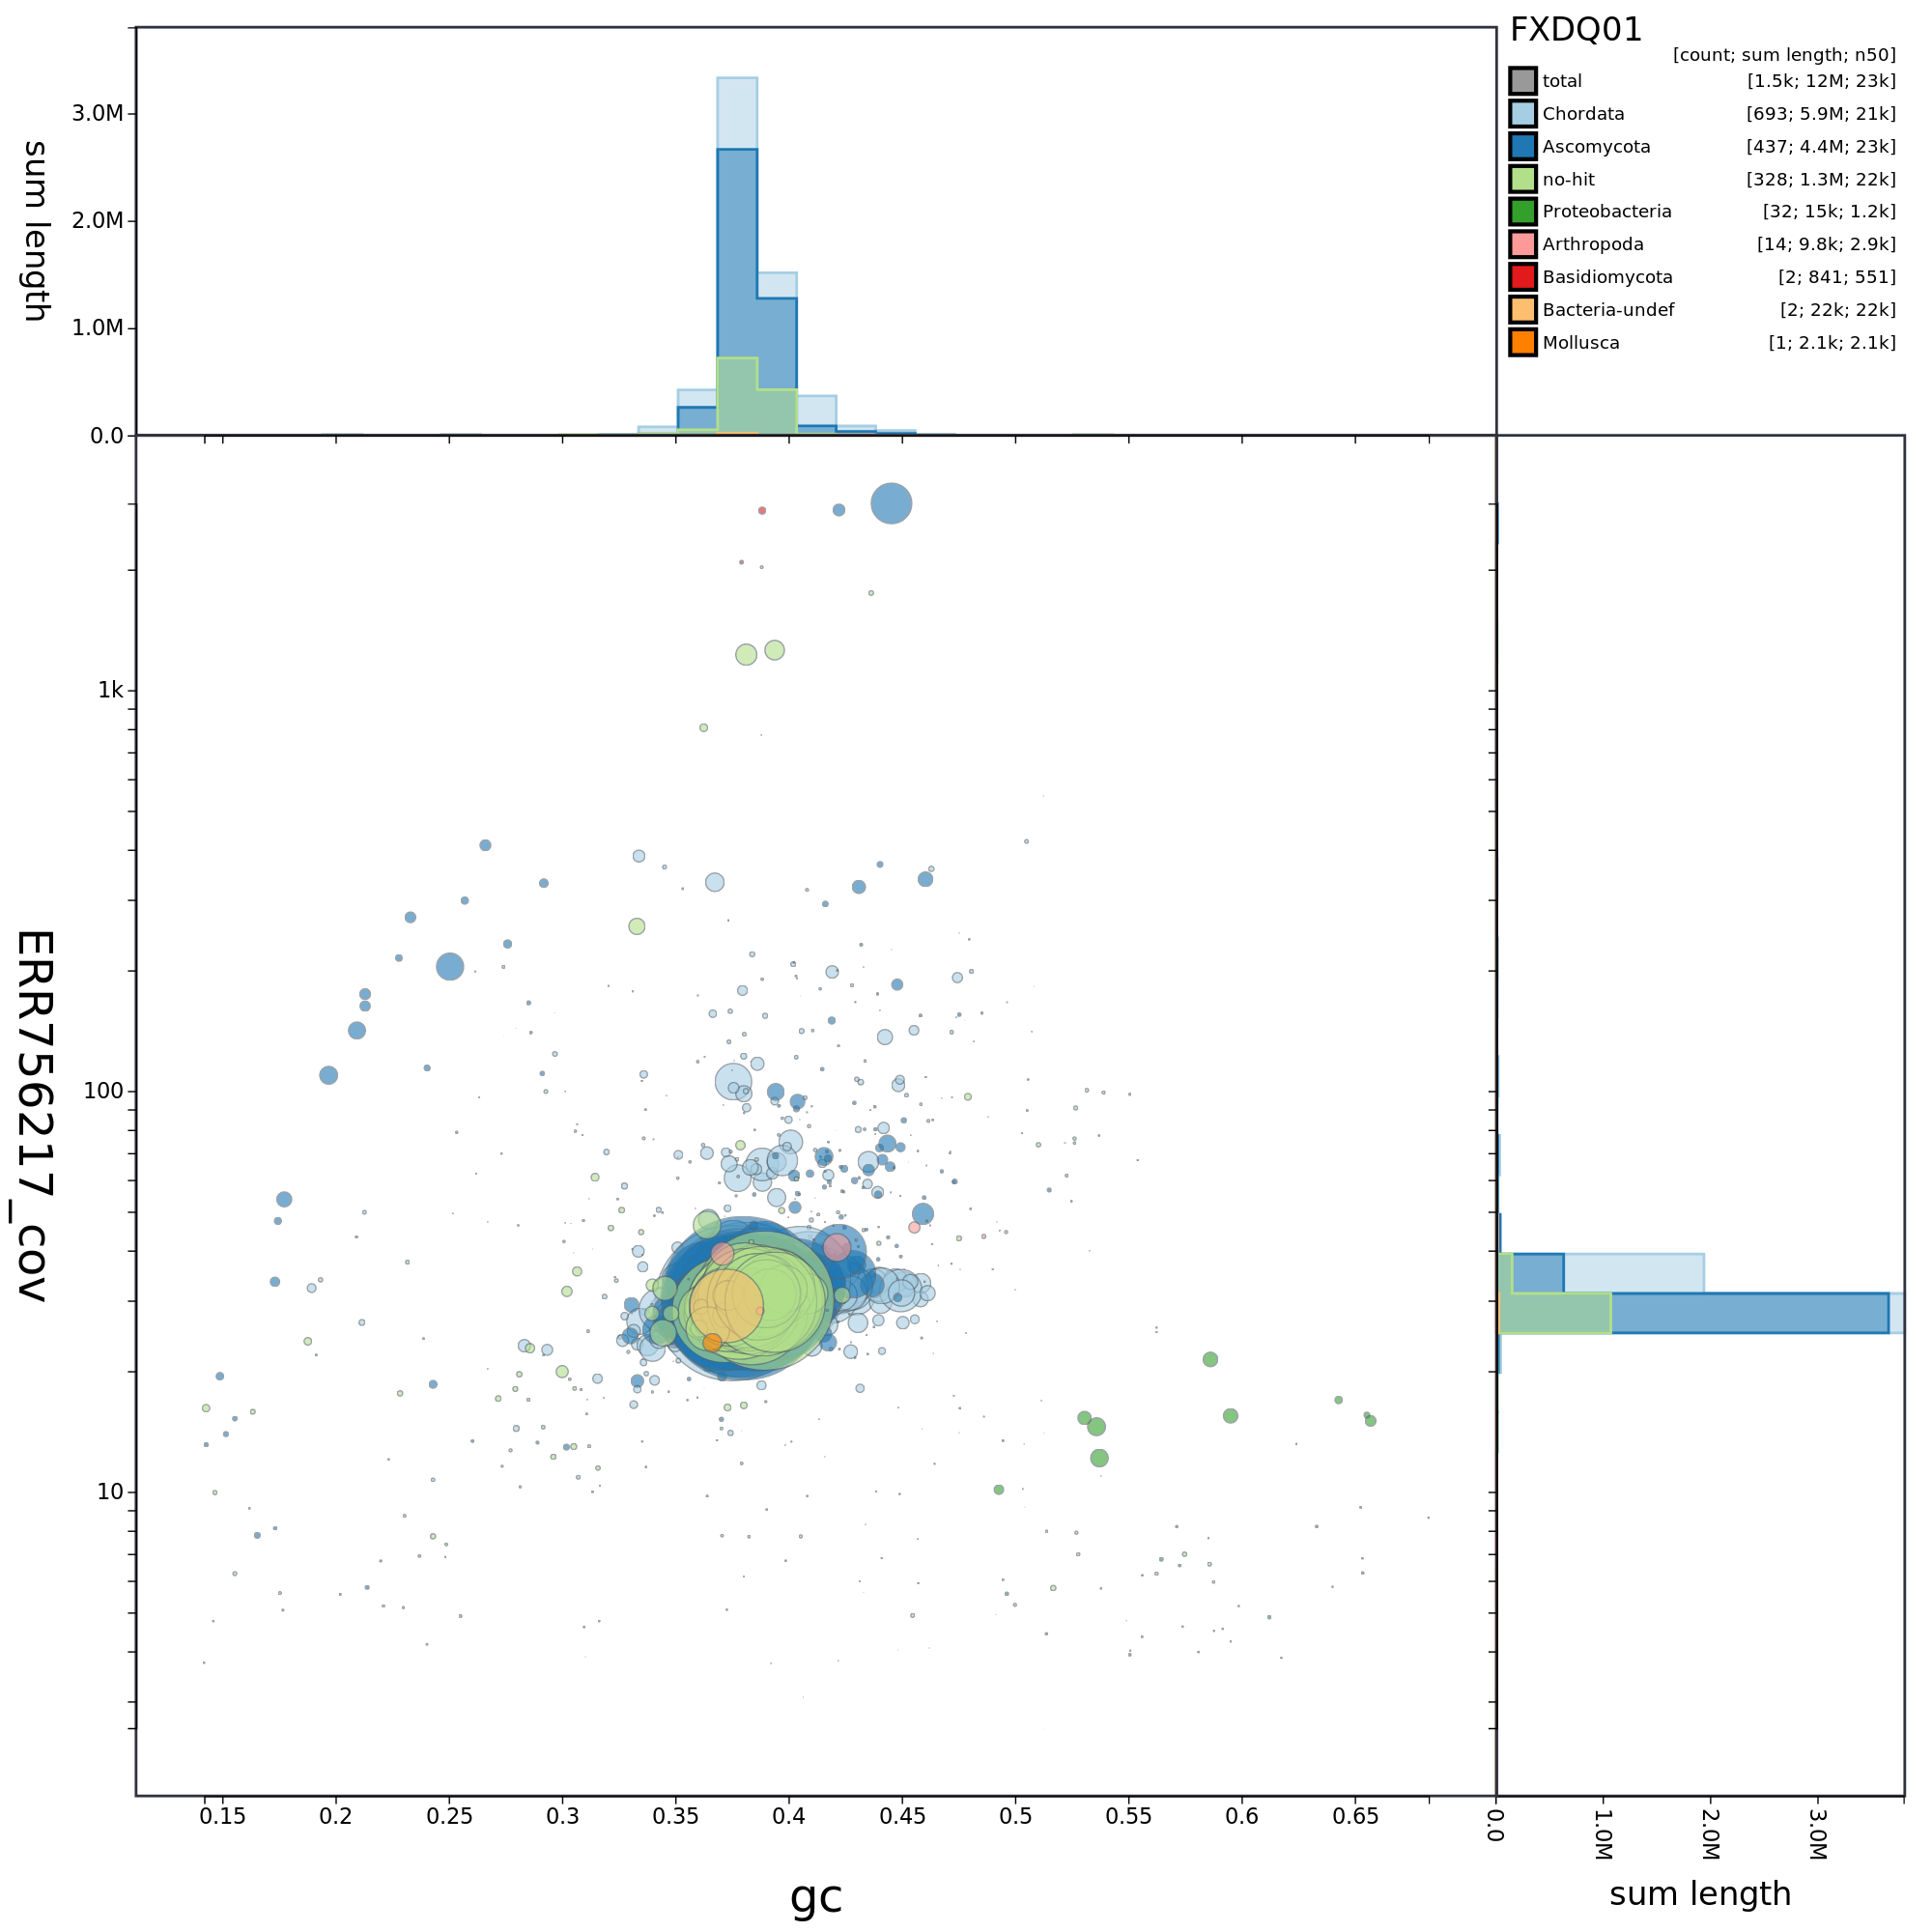 FXDQ01
[count; sum length; n50]
total [1.5k; 12M; 23k]
Chordata [693; 5.9M; 21k]
Ascomycota [437; 4.4M; 23k]
no-hit [328; 1.3M; 22k]
Proteobacteria [32; 15k; 1.2k]
Arthropoda [14; 9.8k; 2.9k]
Basidiomycota [2; 841; 551]
Bacteria-undef [2; 22k; 22k]
Mollusca [1; 2.1k; 2.1k]
sum length
3.0M
2.0M
1.0M
0.0
ERR756217_cov
1k
100
10
0.15 0.2 0.25 0.3 0.35 0.4 0.45 0.5 0.55 0.6 0.65
gc
0.0 1.0M 2.0M 3.0M
sum length